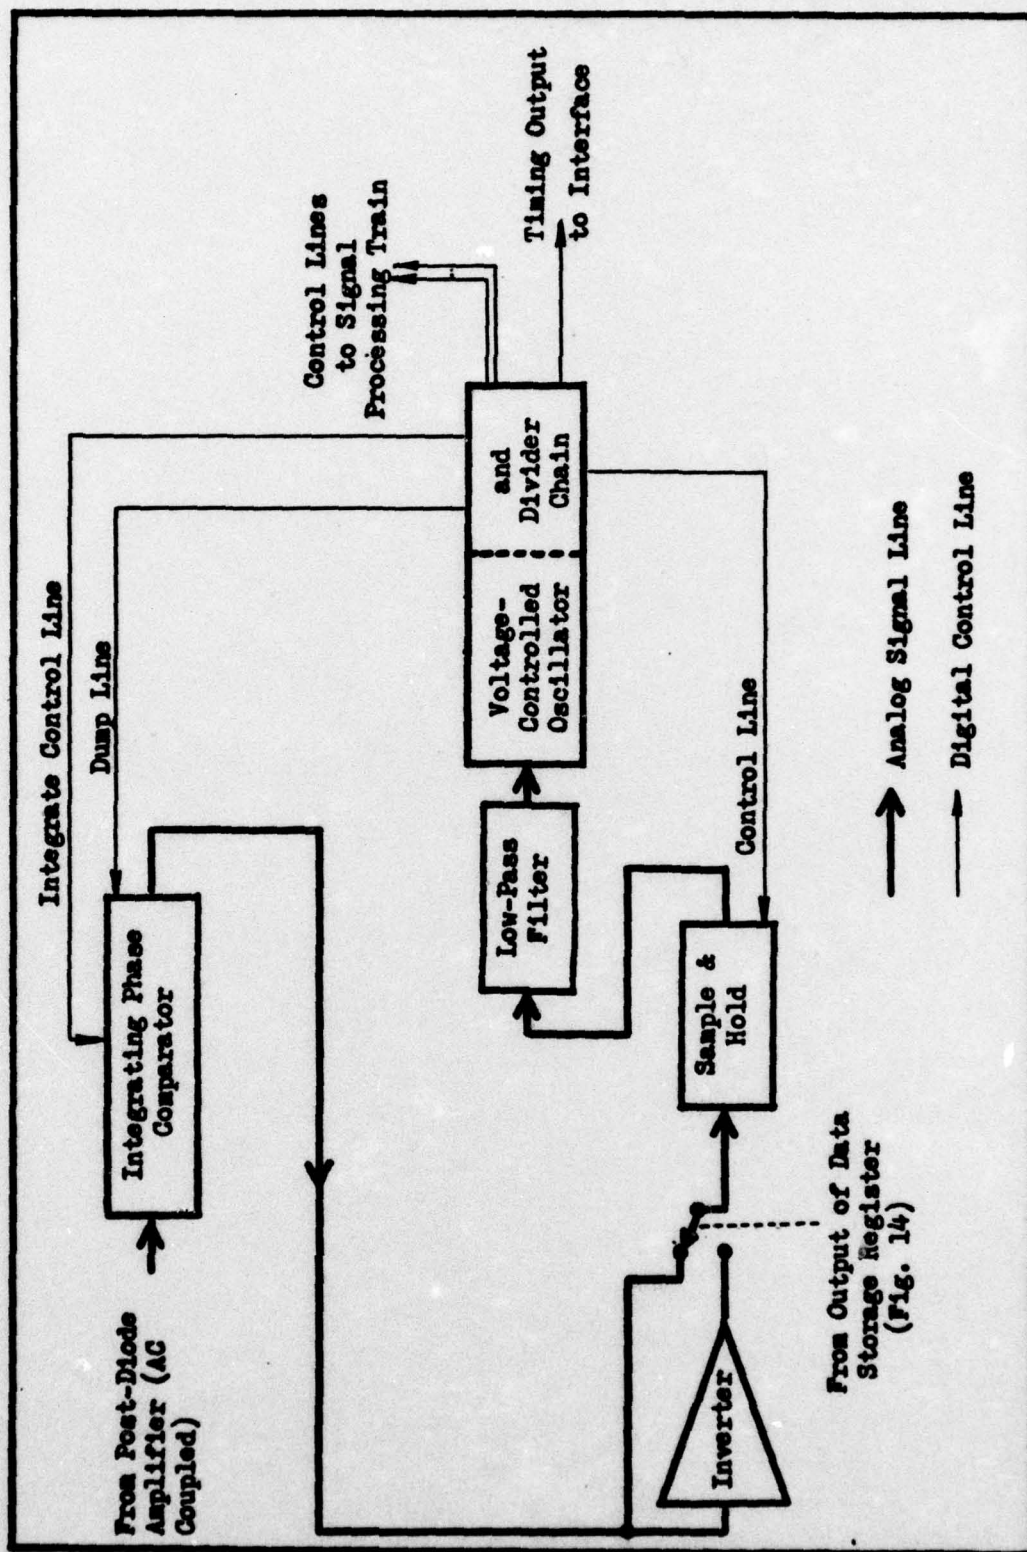 Integrate Control Line
Dump Line
From Post-Diode
Amplifier (AC
Coupled)
Integrating Phase
Comparator
Control Lines
to Signal
Processing Train
Timing Output
to Interface
Low-Pass
Filter
Voltage-
Controlled
Oscillator
and
Divider
Chain
Inverter
Sample &
Hold
Control Line
From Output of Data
Storage Register
(Fig. 14)
Analog Signal Line
Digital Control Line